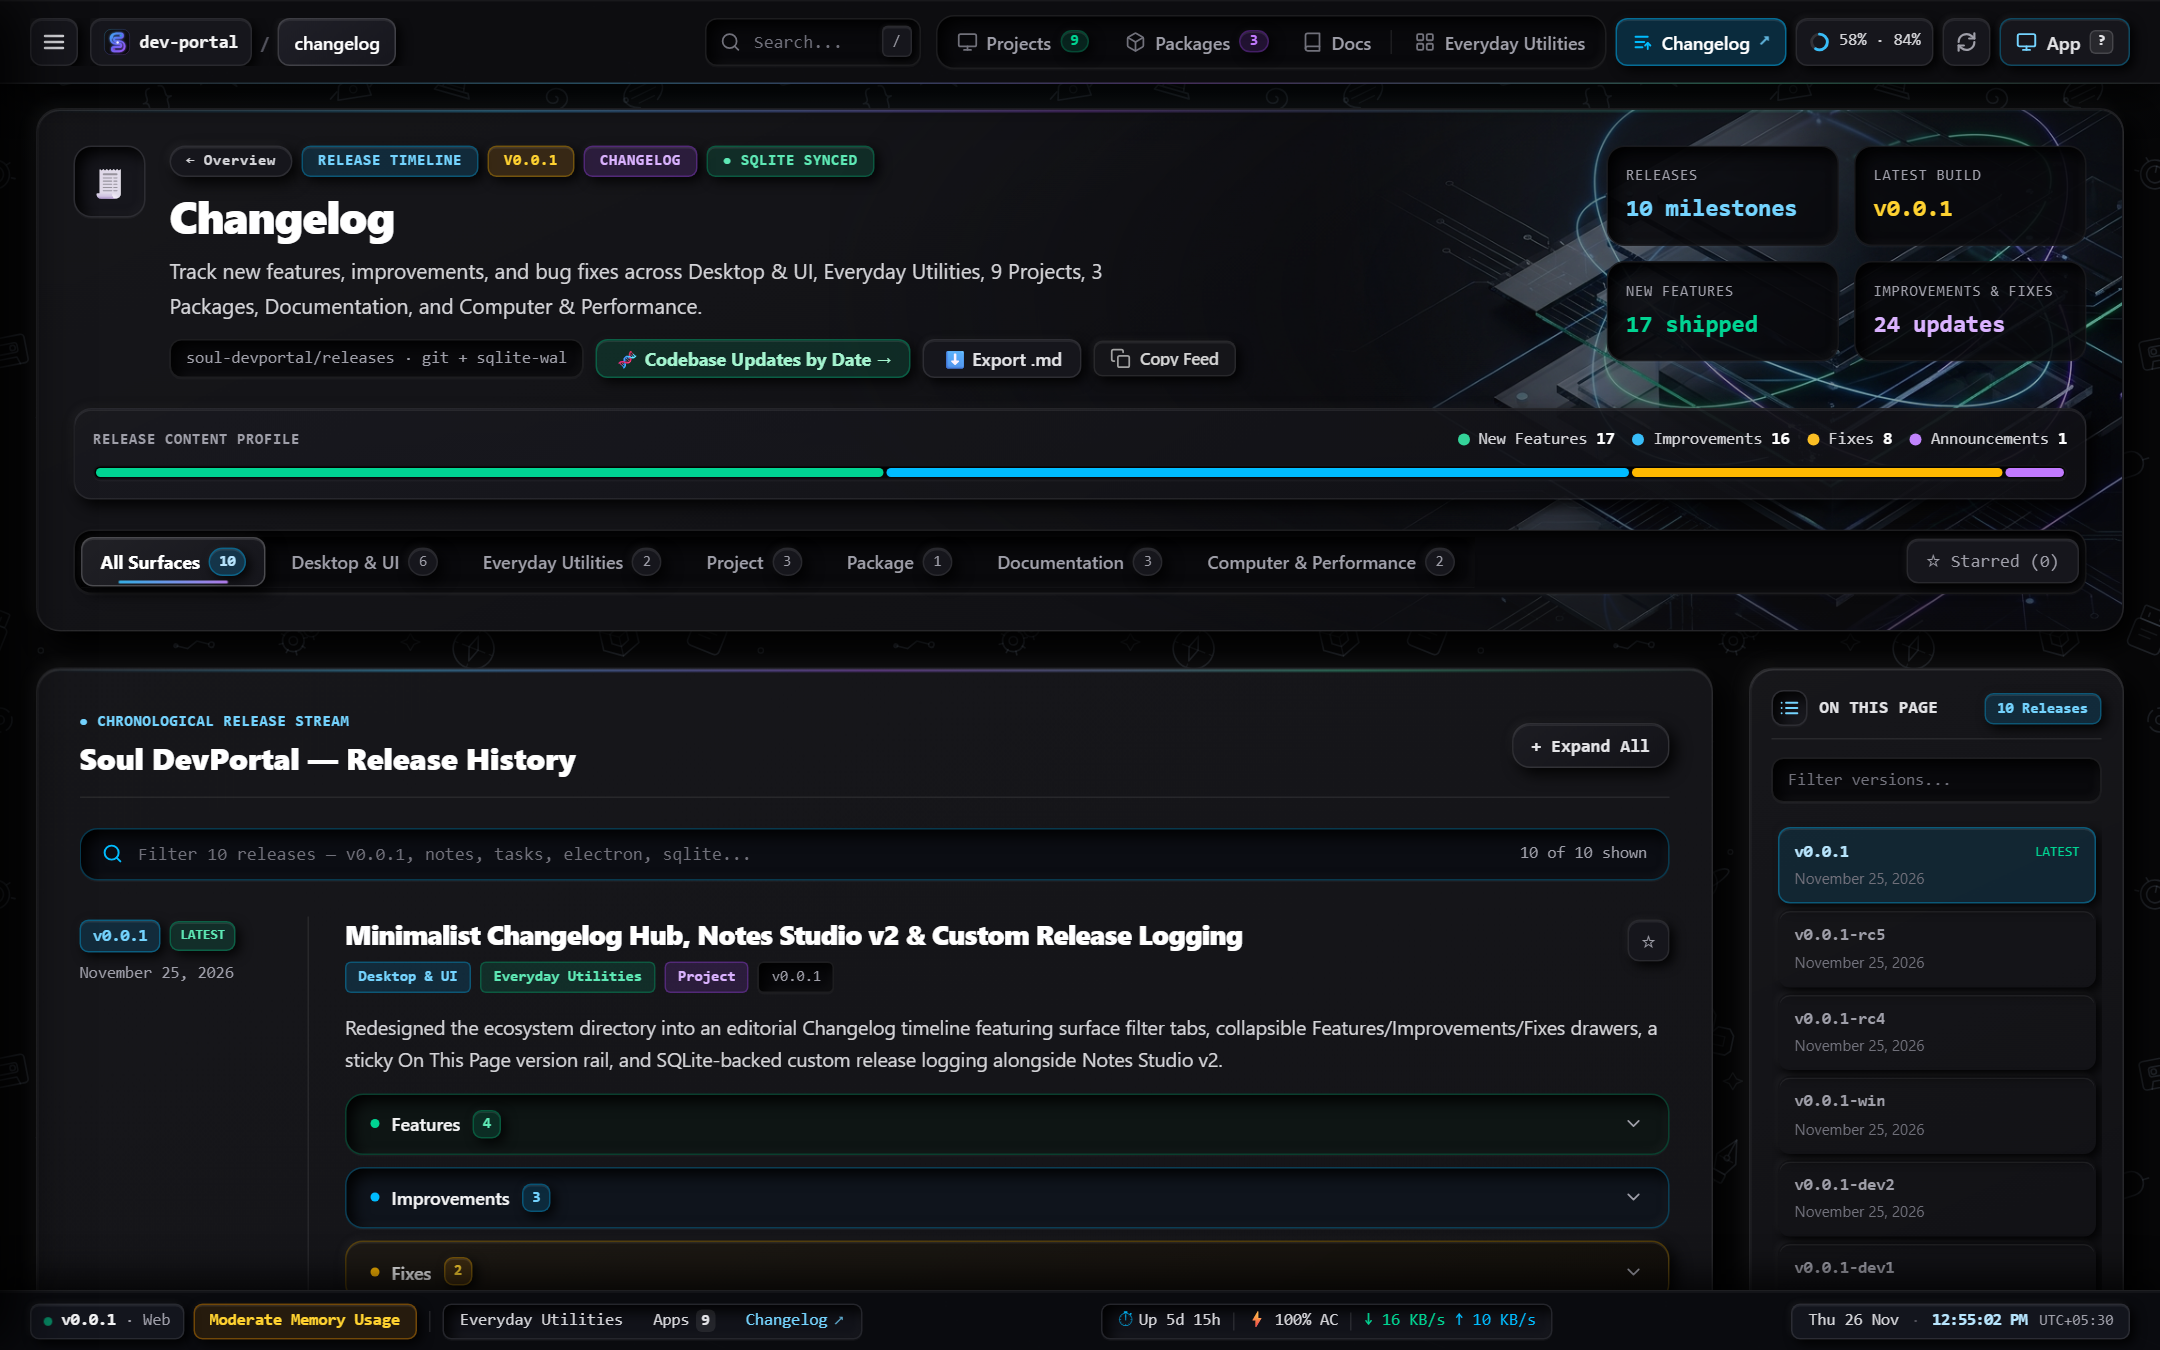 dev-portal / changelog
Search... /
Projects 9 Packages 3 Docs Everyday Utilities
Changelog ↗ 58% · 84% App ?
← Overview RELEASE TIMELINE V0.0.1 CHANGELOG • SQLITE SYNCED
Changelog
Track new features, improvements, and bug fixes across Desktop & UI, Everyday Utilities, 9 Projects, 3
Packages, Documentation, and Computer & Performance.
soul-devportal/releases · git + sqlite-wal Codebase Updates by Date → Export .md Copy Feed
RELEASES
10 milestones
LATEST BUILD
v0.0.1
NEW FEATURES
17 shipped
IMPROVEMENTS & FIXES
24 updates
RELEASE CONTENT PROFILE
New Features 17 Improvements 16 Fixes 8 Announcements 1
All Surfaces 10 Desktop & UI 6 Everyday Utilities 2 Project 3 Package 1 Documentation 3 Computer & Performance 2 ☆ Starred (0)
• CHRONOLOGICAL RELEASE STREAM
Soul DevPortal — Release History
+ Expand All
Filter 10 releases — v0.0.1, notes, tasks, electron, sqlite... 10 of 10 shown
v0.0.1 LATEST
November 25, 2026
Minimalist Changelog Hub, Notes Studio v2 & Custom Release Logging
☆
Desktop & UI Everyday Utilities Project v0.0.1
Redesigned the ecosystem directory into an editorial Changelog timeline featuring surface filter tabs, collapsible Features/Improvements/Fixes drawers, a
sticky On This Page version rail, and SQLite-backed custom release logging alongside Notes Studio v2.
Features 4
Improvements 3
Fixes 2
ON THIS PAGE 10 Releases
Filter versions...
v0.0.1 LATEST
November 25, 2026
v0.0.1-rc5
November 25, 2026
v0.0.1-rc4
November 25, 2026
v0.0.1-win
November 25, 2026
v0.0.1-dev2
November 25, 2026
v0.0.1-dev1
v0.0.1 · Web Moderate Memory Usage Everyday Utilities Apps 9 Changelog ↗
Up 5d 15h 100% AC ↓ 16 KB/s ↑ 10 KB/s
Thu 26 Nov · 12:55:02 PM UTC+05:30